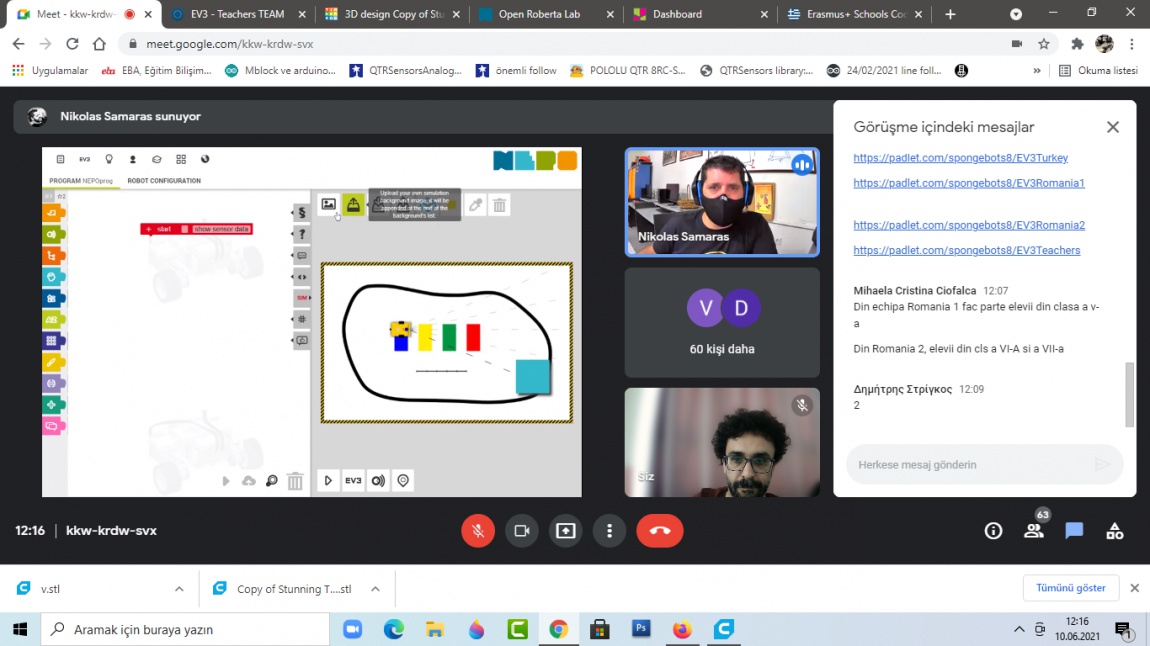 Meet - kkw-krdw-
EV3 - Teachers TEAM
3D design Copy of Stu
Open Roberta Lab
Dashboard
Erasmus+ Schools Co
meet.google.com/kkw-krdw-svx
Uygulamalar
eba
EBA, Eğitim Bilişim...
Mblock ve arduino...
QTRSensorsAnalog...
önemli follow
POLOLU QTR 8RC-S...
QTRSensors library:...
24/02/2021 line foll...
»
Okuma listesi
Nikolas Samaras sunuyor
EV3
PROGRAM NEPOprog
ROBOT CONFIGURATION
+ start show sensor data
Upload your own simulation
background image, it will be
appended at the end of the
background's list.
SIM
EV3
Nikolas Samaras
V D
60 kişi daha
Siz
Görüşme içindeki mesajlar
https://padlet.com/spongebots8/EV3Turkey
https://padlet.com/spongebots8/EV3Romania1
https://padlet.com/spongebots8/EV3Romania2
https://padlet.com/spongebots8/EV3Teachers
Mihaela Cristina Ciofalca 12:07
Din echipa Romania 1 fac parte elevii din clasa a v-
a
Din Romania 2, elevii din cls a VI-A si a VII-a
Δημήτρης Στρίγκος 12:09
2
Herkese mesaj gönderin
12:16 | kkw-krdw-svx
63
v.stl
Copy of Stunning T....stl
Tümünü göster
Aramak için buraya yazın
Ps
12:16
10.06.2021
1